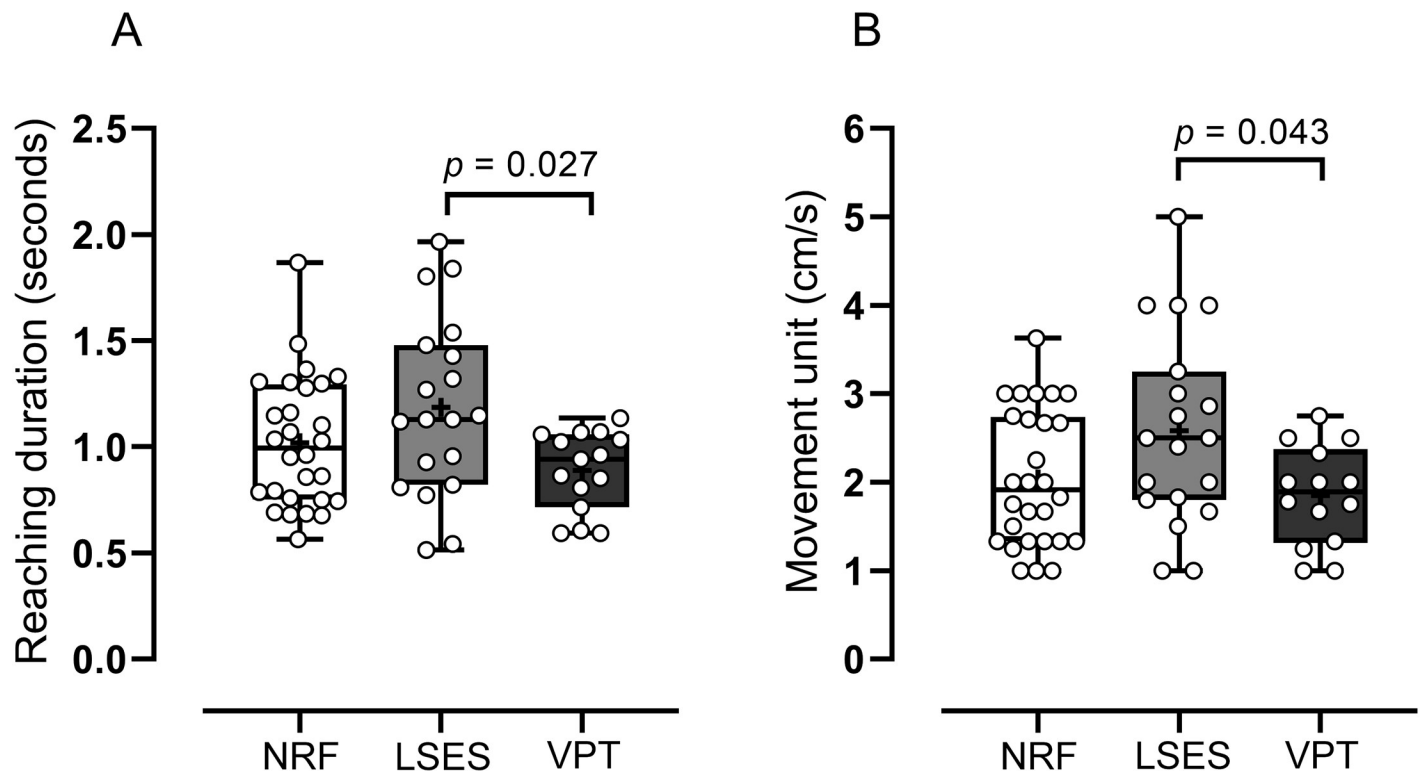 A
Reaching duration (seconds)
2.5
2.0
1.5
1.0
0.5
0.0
p = 0.027
NRF
LSES
VPT
B
Movement unit (cm/s)
6
5
4
3
2
1
0
p = 0.043
NRF
LSES
VPT